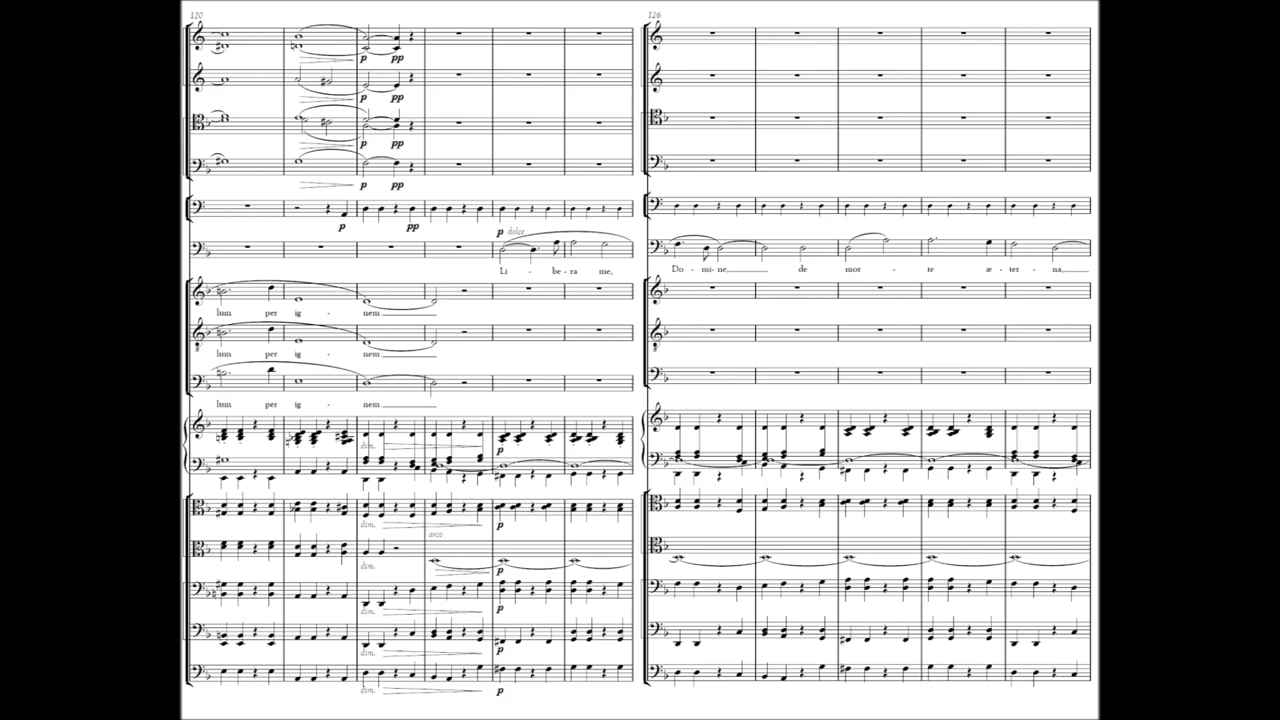 120
p pp
p pp
p pp
p pp
p pp
p dolce
Li - be - ra me,
lum per ig - nem
lum per ig - nem
lum per ig - nem
dim. p
dim. p
arco
dim. p
dim. p
dim. p
dim. p
126
Do - mi - ne, de mor - te æ - ter - na,